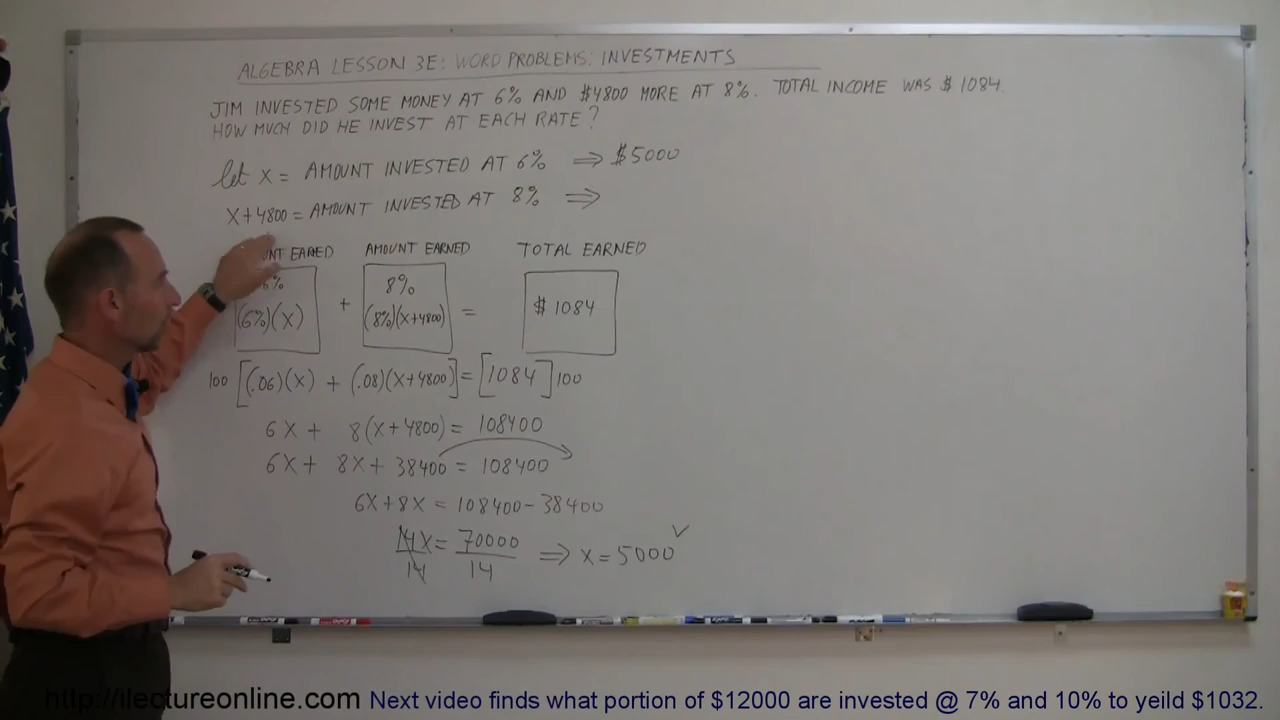 ALGEBRA LESSON 3E: WORD PROBLEMS: INVESTMENTS
JIM INVESTED SOME MONEY AT 6% AND $4800 MORE AT 8%. TOTAL INCOME WAS $1084.
HOW MUCH DID HE INVEST AT EACH RATE?
let X = AMOUNT INVESTED AT 6% ⇒ $5000
X+4800 = AMOUNT INVESTED AT 8% ⇒
EARNED AMOUNT EARNED TOTAL EARNED
% 8%
(6%)(X) + (8%)(X+4800) = $1084
100 [(.06)(X) + (.08)(X+4800)] = [1084] 100
6X + 8(X+4800) = 108400
6X + 8X + 38400 = 108400
6X+8X = 108400 - 38400
14X = 70000 ⇒ X = 5000 ✓
14 14
http://ilectureonline.com Next video finds what portion of $12000 are invested @ 7% and 10% to yeild $1032.